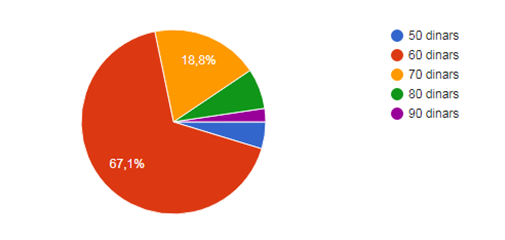 18,8%
67,1%
50 dinars
60 dinars
70 dinars
80 dinars
90 dinars